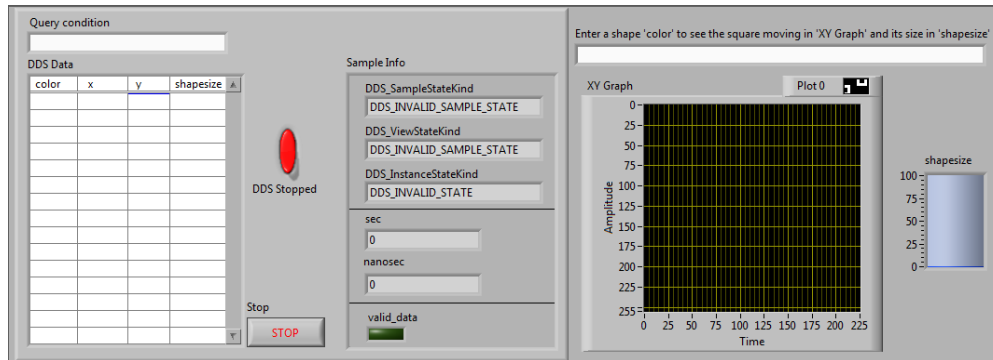 Query condition
DDS Data
color x y shapesize
DDS Stopped
Stop
STOP
Sample Info
DDS_SampleStateKind
DDS_INVALID_SAMPLE_STATE
DDS_ViewStateKind
DDS_INVALID_SAMPLE_STATE
DDS_InstanceStateKind
DDS_INVALID_STATE
sec
0
nanosec
0
valid_data
Enter a shape 'color' to see the square moving in 'XY Graph' and its size in 'shapesize'
XY Graph
Plot 0
0
25
50
75
100
125
150
175
200
225
255
Amplitude
0 25 50 75 100 125 150 175 200 225
Time
shapesize
100
75
50
25
0